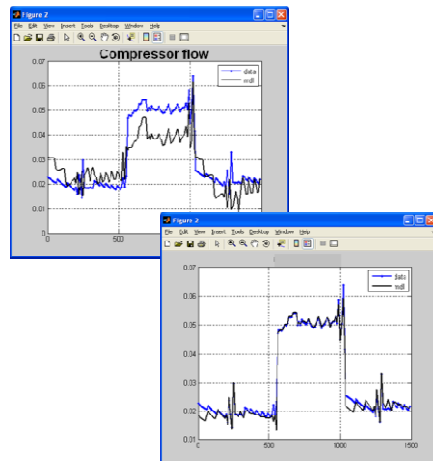 Figure 2
File Edit View Insert Tools Desktop Window Help
Compressor flow
0.07
0.06
0.05
0.04
0.03
0.02
0.01
0
0
500
data
mdl
Figure 2
File Edit View Insert Tools Desktop Window Help
0.07
0.06
0.05
0.04
0.03
0.02
0.01
0
500
1000
1500
data
mdl